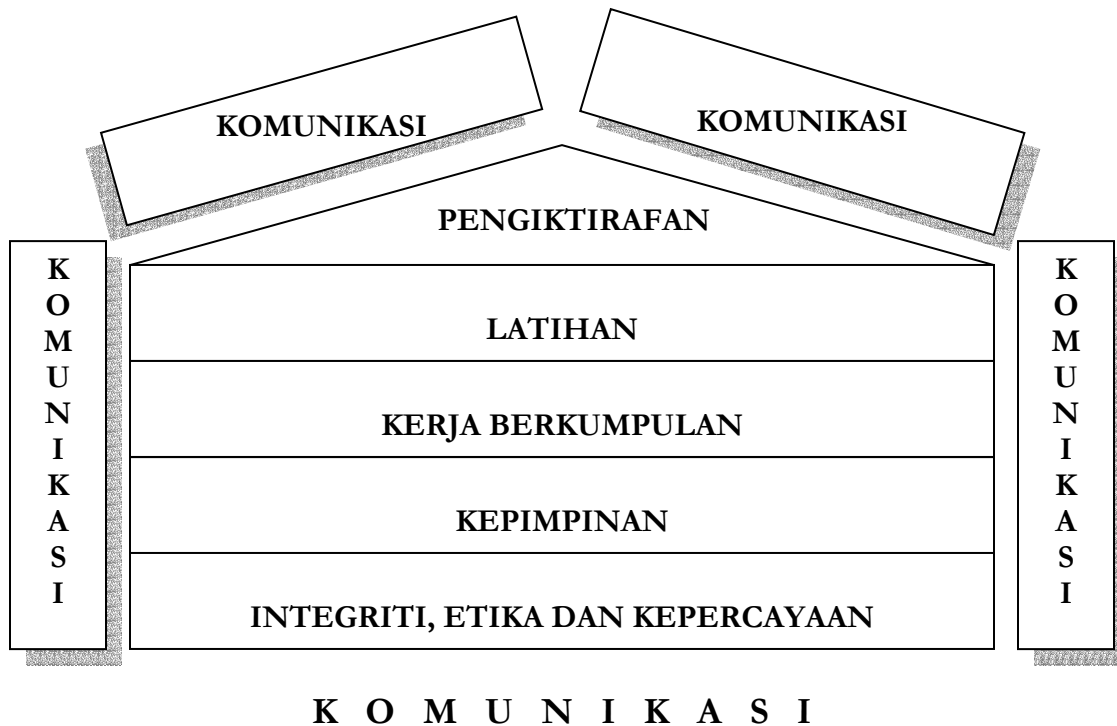 KOMUNIKASI
KOMUNIKASI
PENGIKTIRAFAN
K
O
M
U
N
I
K
A
S
I
LATIHAN
KERJA BERKUMPULAN
KEPIMPINAN
INTEGRITI, ETIKA DAN KEPERCAYAAN
K
O
M
U
N
I
K
A
S
I
K O M U N I K A S I